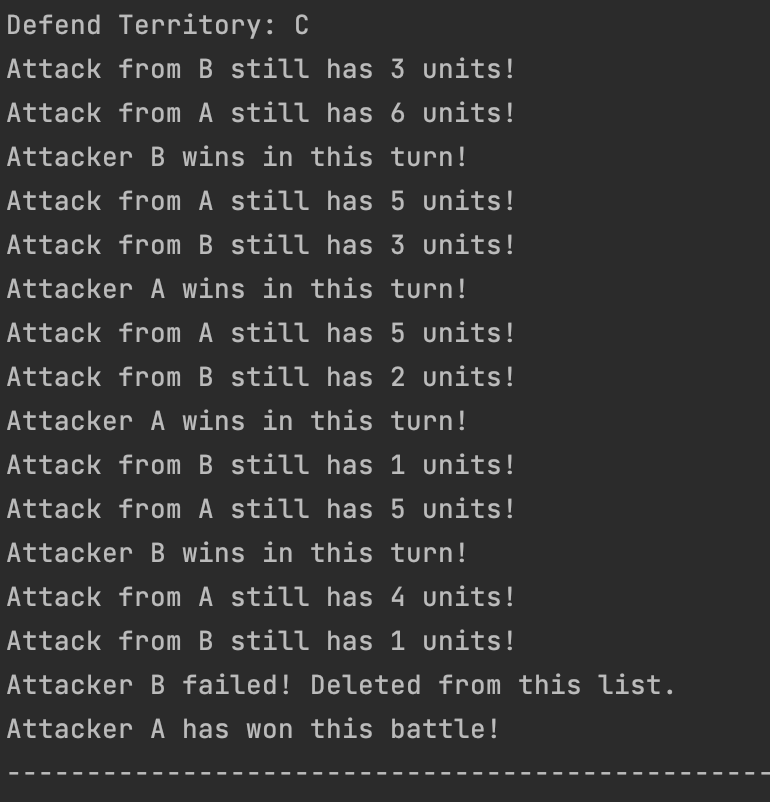 Defend Territory: C
Attack from B still has 3 units!
Attack from A still has 6 units!
Attacker B wins in this turn!
Attack from A still has 5 units!
Attack from B still has 3 units!
Attacker A wins in this turn!
Attack from A still has 5 units!
Attack from B still has 2 units!
Attacker A wins in this turn!
Attack from B still has 1 units!
Attack from A still has 5 units!
Attacker B wins in this turn!
Attack from A still has 4 units!
Attack from B still has 1 units!
Attacker B failed! Deleted from this list.
Attacker A has won this battle!
------------------------------------------------